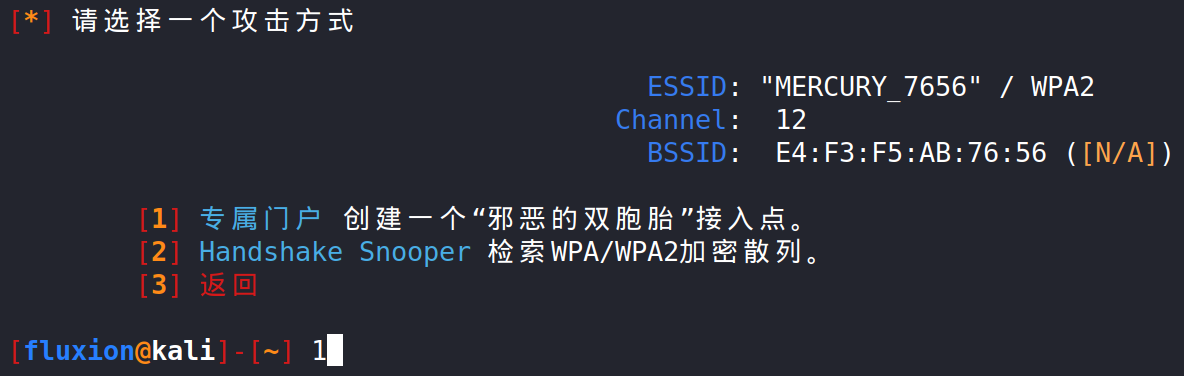 [*] 请选择一个攻击方式
ESSID: "MERCURY_7656" / WPA2
Channel: 12
BSSID: E4:F3:F5:AB:76:56 ([N/A])
[1] 专属门户 创建一个“邪恶的双胞胎”接入点。
[2] Handshake Snooper 检索WPA/WPA2加密散列。
[3] 返回
[fluxion@kali]-[~] 1